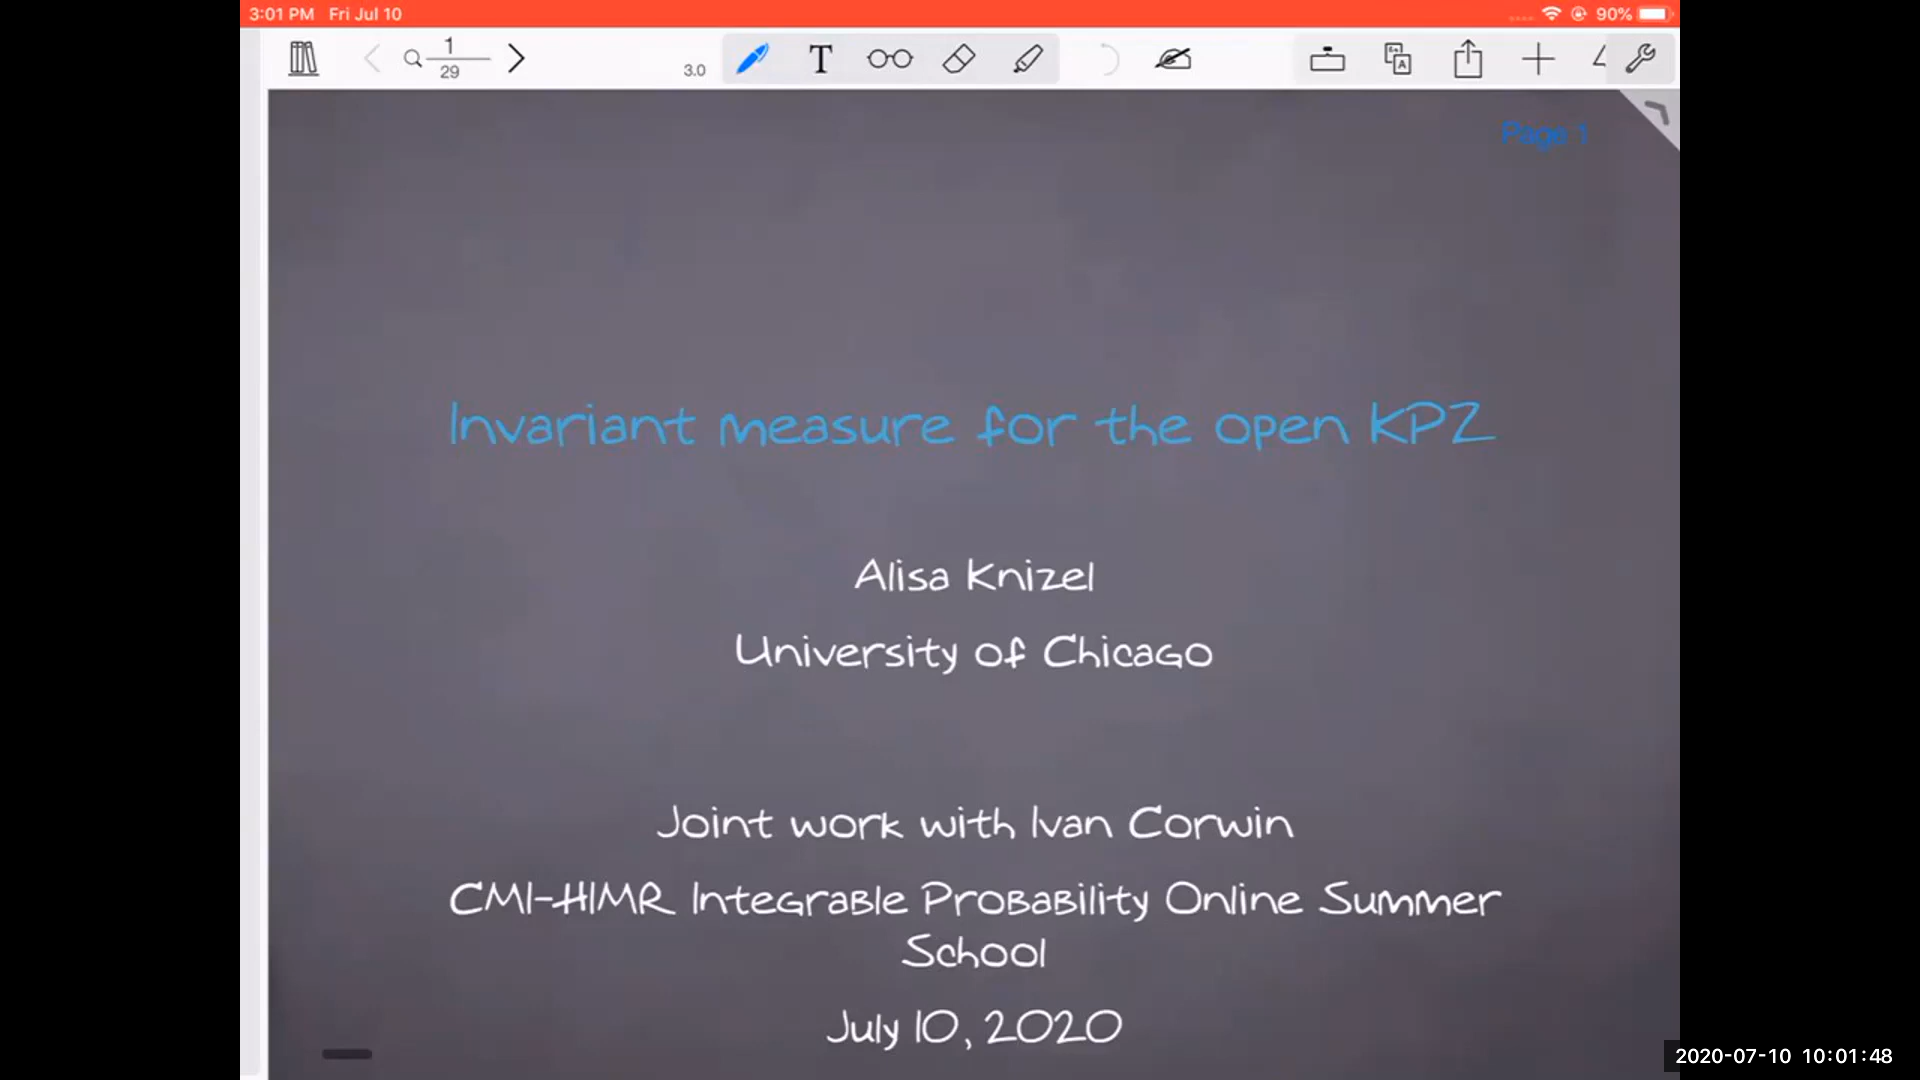 3:01 PM Fri Jul 10
90%
1
29
3.0
T
A
Page 1
Invariant measure for the open KPZ
Alisa Knizel
University of Chicago
Joint work with Ivan Corwin
CMI-HIMR Integrable Probability Online Summer
School
July 10, 2020
2020-07-10 10:01:48